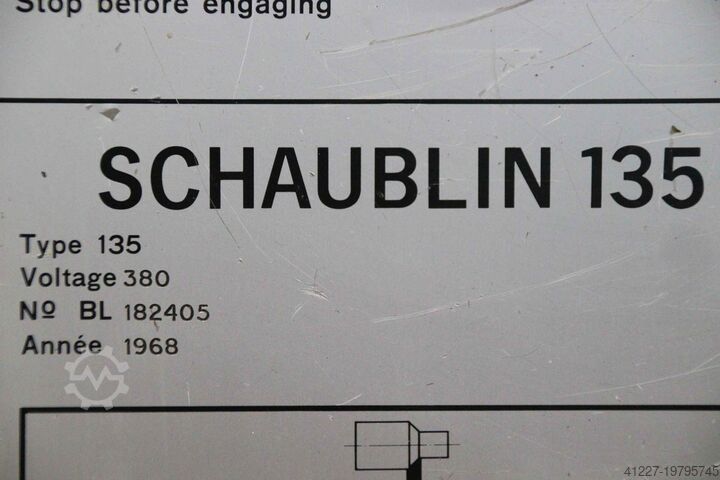 Stop before engaging
SCHAUBLIN 135
Type 135
Voltage 380
Nº BL 182405
Année 1968
41227-19795745